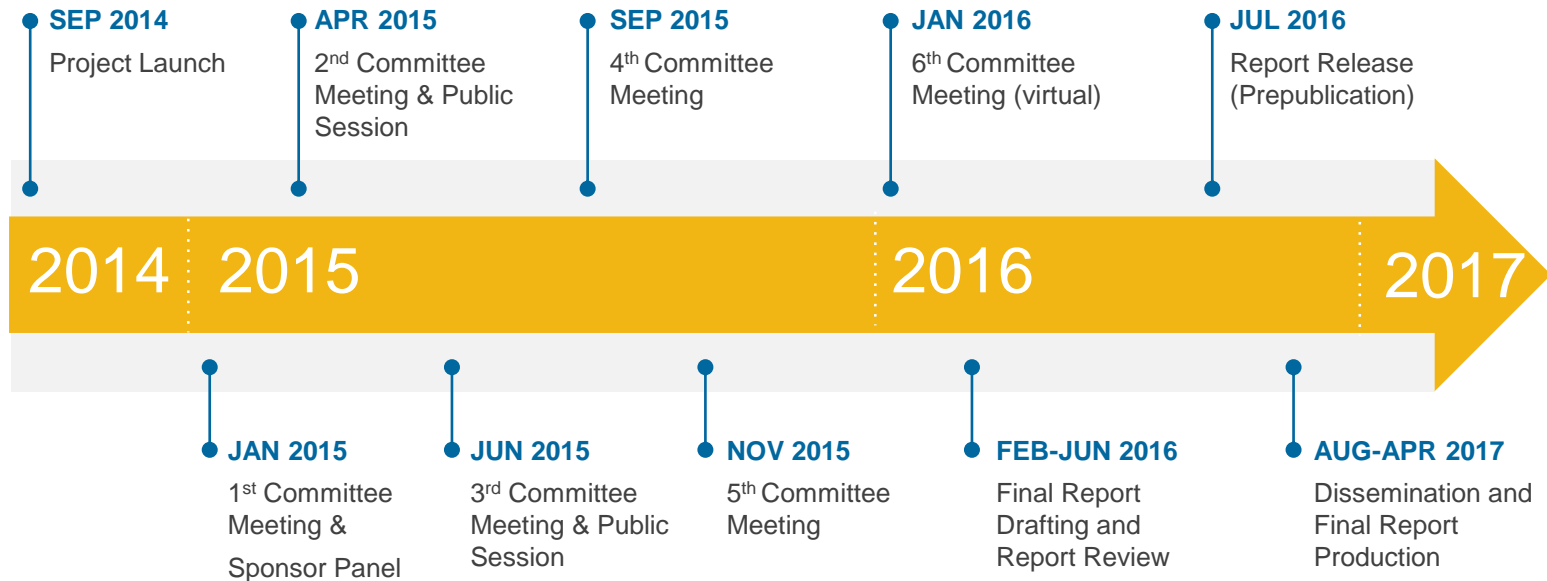 SEP 2014
Project Launch
APR 2015
2nd Committee
Meeting & Public
Session
SEP 2015
4th Committee
Meeting
JAN 2016
6th Committee
Meeting (virtual)
JUL 2016
Report Release
(Prepublication)
2014
2015
2016
2017
JAN 2015
1st Committee
Meeting &
Sponsor Panel
JUN 2015
3rd Committee
Meeting & Public
Session
NOV 2015
5th Committee
Meeting
FEB-JUN 2016
Final Report
Drafting and
Report Review
AUG-APR 2017
Dissemination and
Final Report
Production